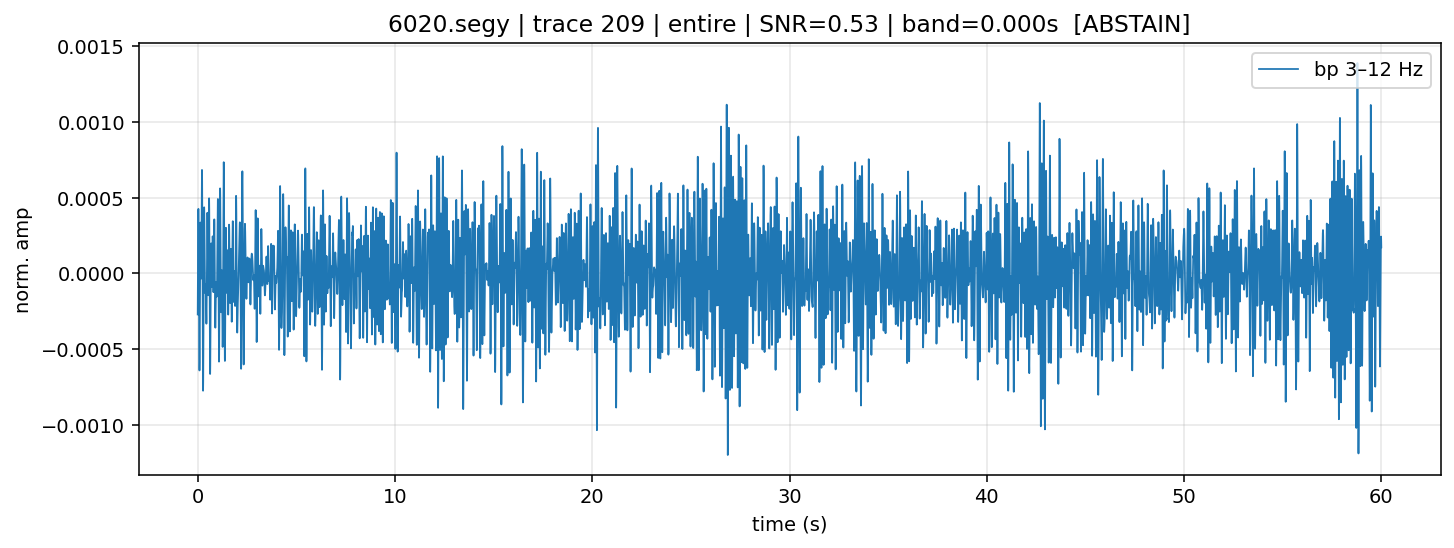 6020.segy | trace 209 | entire | SNR=0.53 | band=0.000s  [ABSTAIN]
bp 3–12 Hz
norm. amp
0.0015
0.0010
0.0005
0.0000
−0.0005
−0.0010
0 10 20 30 40 50 60
time (s)